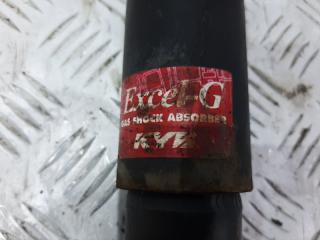 Excel-G
GAS SHOCK ABSORBER
KYB